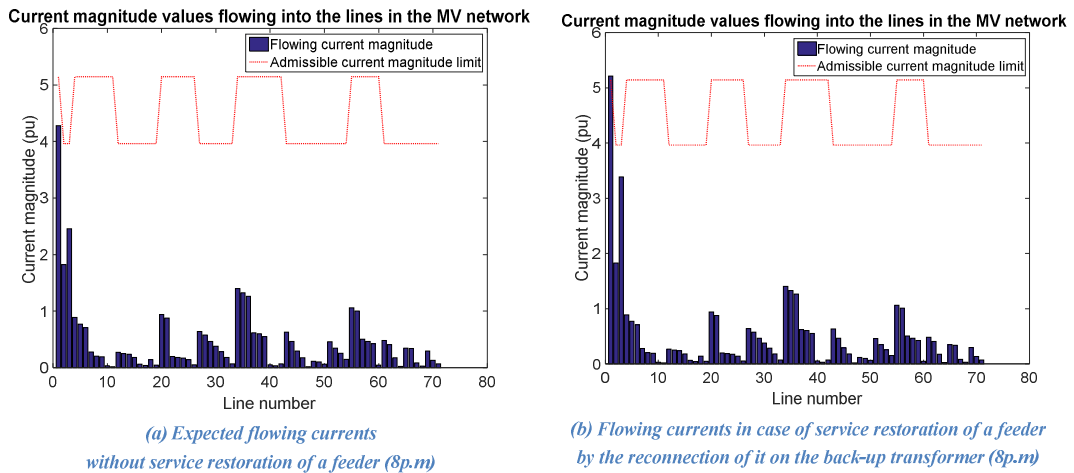 Current magnitude values flowing into the lines in the MV network
Flowing current magnitude
Admissible current magnitude limit
Current magnitude (pu)
6
5
4
3
2
1
0
0 10 20 30 40 50 60 70 80
Line number
(a) Expected flowing currents
without service restoration of a feeder (8p.m)
Current magnitude values flowing into the lines in the MV network
Flowing current magnitude
Admissible current magnitude limit
Current magnitude (pu)
6
5
4
3
2
1
0
0 10 20 30 40 50 60 70 80
Line number
(b) Flowing currents in case of service restoration of a feeder
by the reconnection of it on the back-up transformer (8p.m)